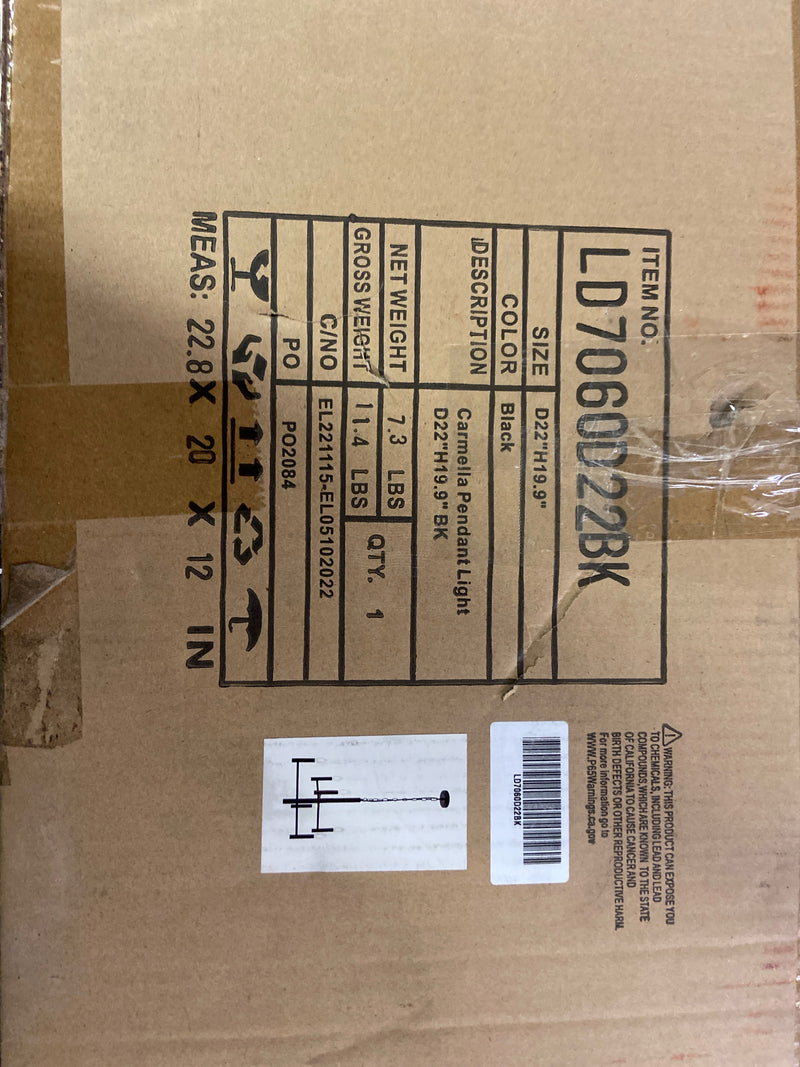 ITEM NO.
LD7060D22BK
SIZE D22"H19.9"
COLOR Black
DESCRIPTION Carmella Pendant Light
D22"H19.9" BK
NET WEIGHT 7.3 LBS
GROSS WEIGHT 11.4 LBS
QTY. 1
C/NO EL221115-EL05102022
PO PO2084
MEAS: 22.8X 20 X 12 IN
WARNING: THIS PRODUCT CAN EXPOSE YOU
TO CHEMICALS, INCLUDING LEAD AND LEAD
COMPOUNDS, WHICH ARE KNOWN TO THE STATE
OF CALIFORNIA TO CAUSE CANCER AND
BIRTH DEFECTS OR OTHER REPRODUCTIVE HARM.
For more information go to
WWW.P65Warnings.ca.gov
LD7060D22BK